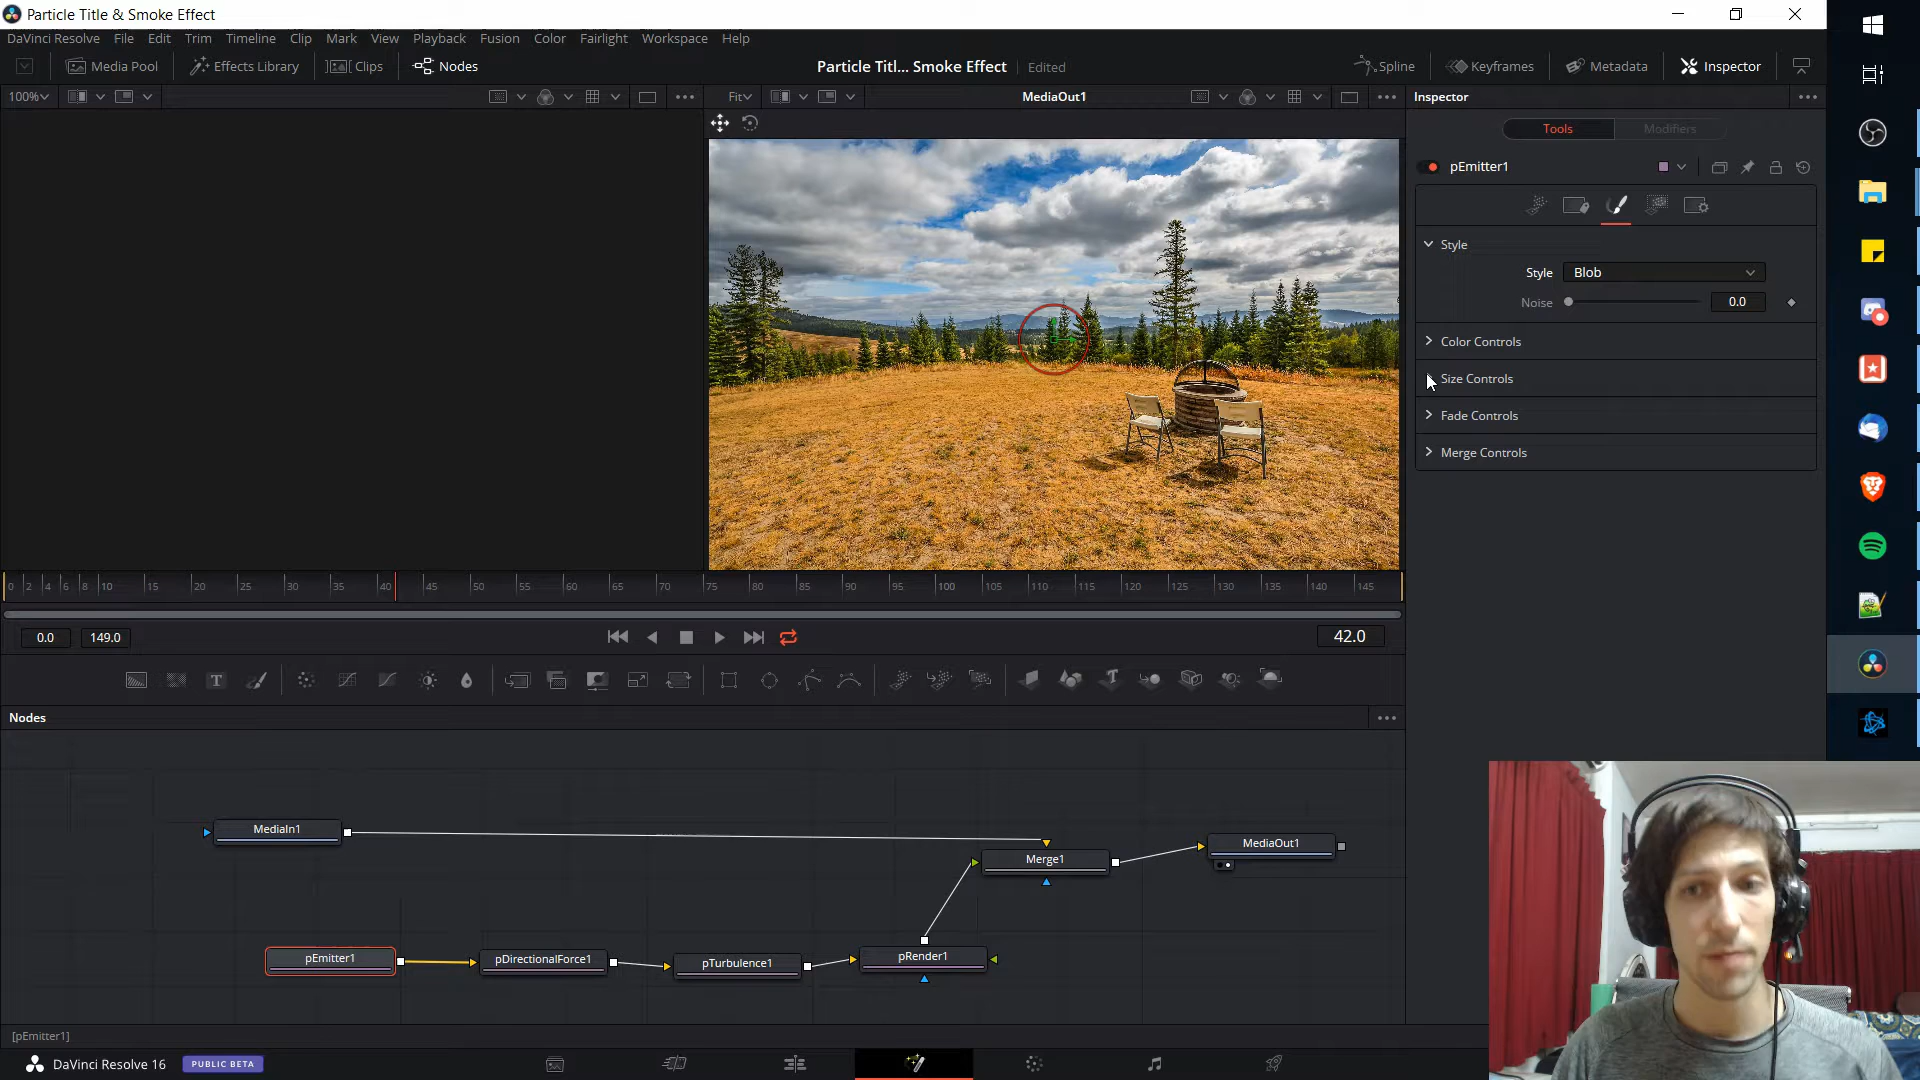 Particle Title & Smoke Effect
DaVinci Resolve File Edit Trim Timeline Clip Mark View Playback Fusion Color Fairlight Workspace Help
Media Pool Effects Library Clips Nodes Particle Titl... Smoke Effect Edited Spline Keyframes Metadata Inspector
100% Fit MediaOut1 Inspector
Tools Modifiers
pEmitter1
Style
Style Blob
Noise 0.0
Color Controls
Size Controls
Fade Controls
Merge Controls
0 2 4 6 8 10 15 20 25 30 35 40 45 50 55 60 65 70 75 80 85 90 95 100 105 110 115 120 125 130 135 140 145
0.0 149.0 42.0
T T
Nodes
MediaIn1
MediaOut1
Merge1
pEmitter1 pDirectionalForce1 pTurbulence1 pRender1
[pEmitter1]
DaVinci Resolve 16 PUBLIC BETA